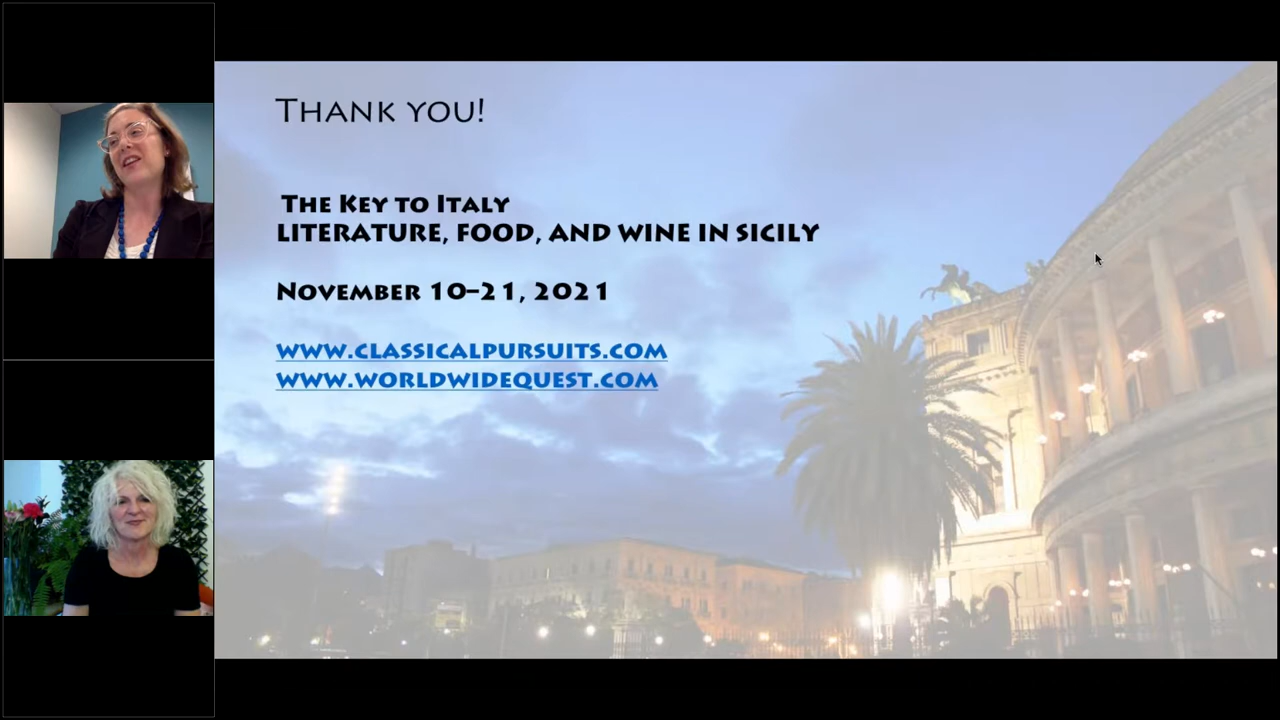 THANK YOU!
THE KEY TO ITALY
LITERATURE, FOOD, AND WINE IN SICILY
NOVEMBER 10–21, 2021
WWW.CLASSICALPURSUITS.COM
WWW.WORLDWIDEQUEST.COM